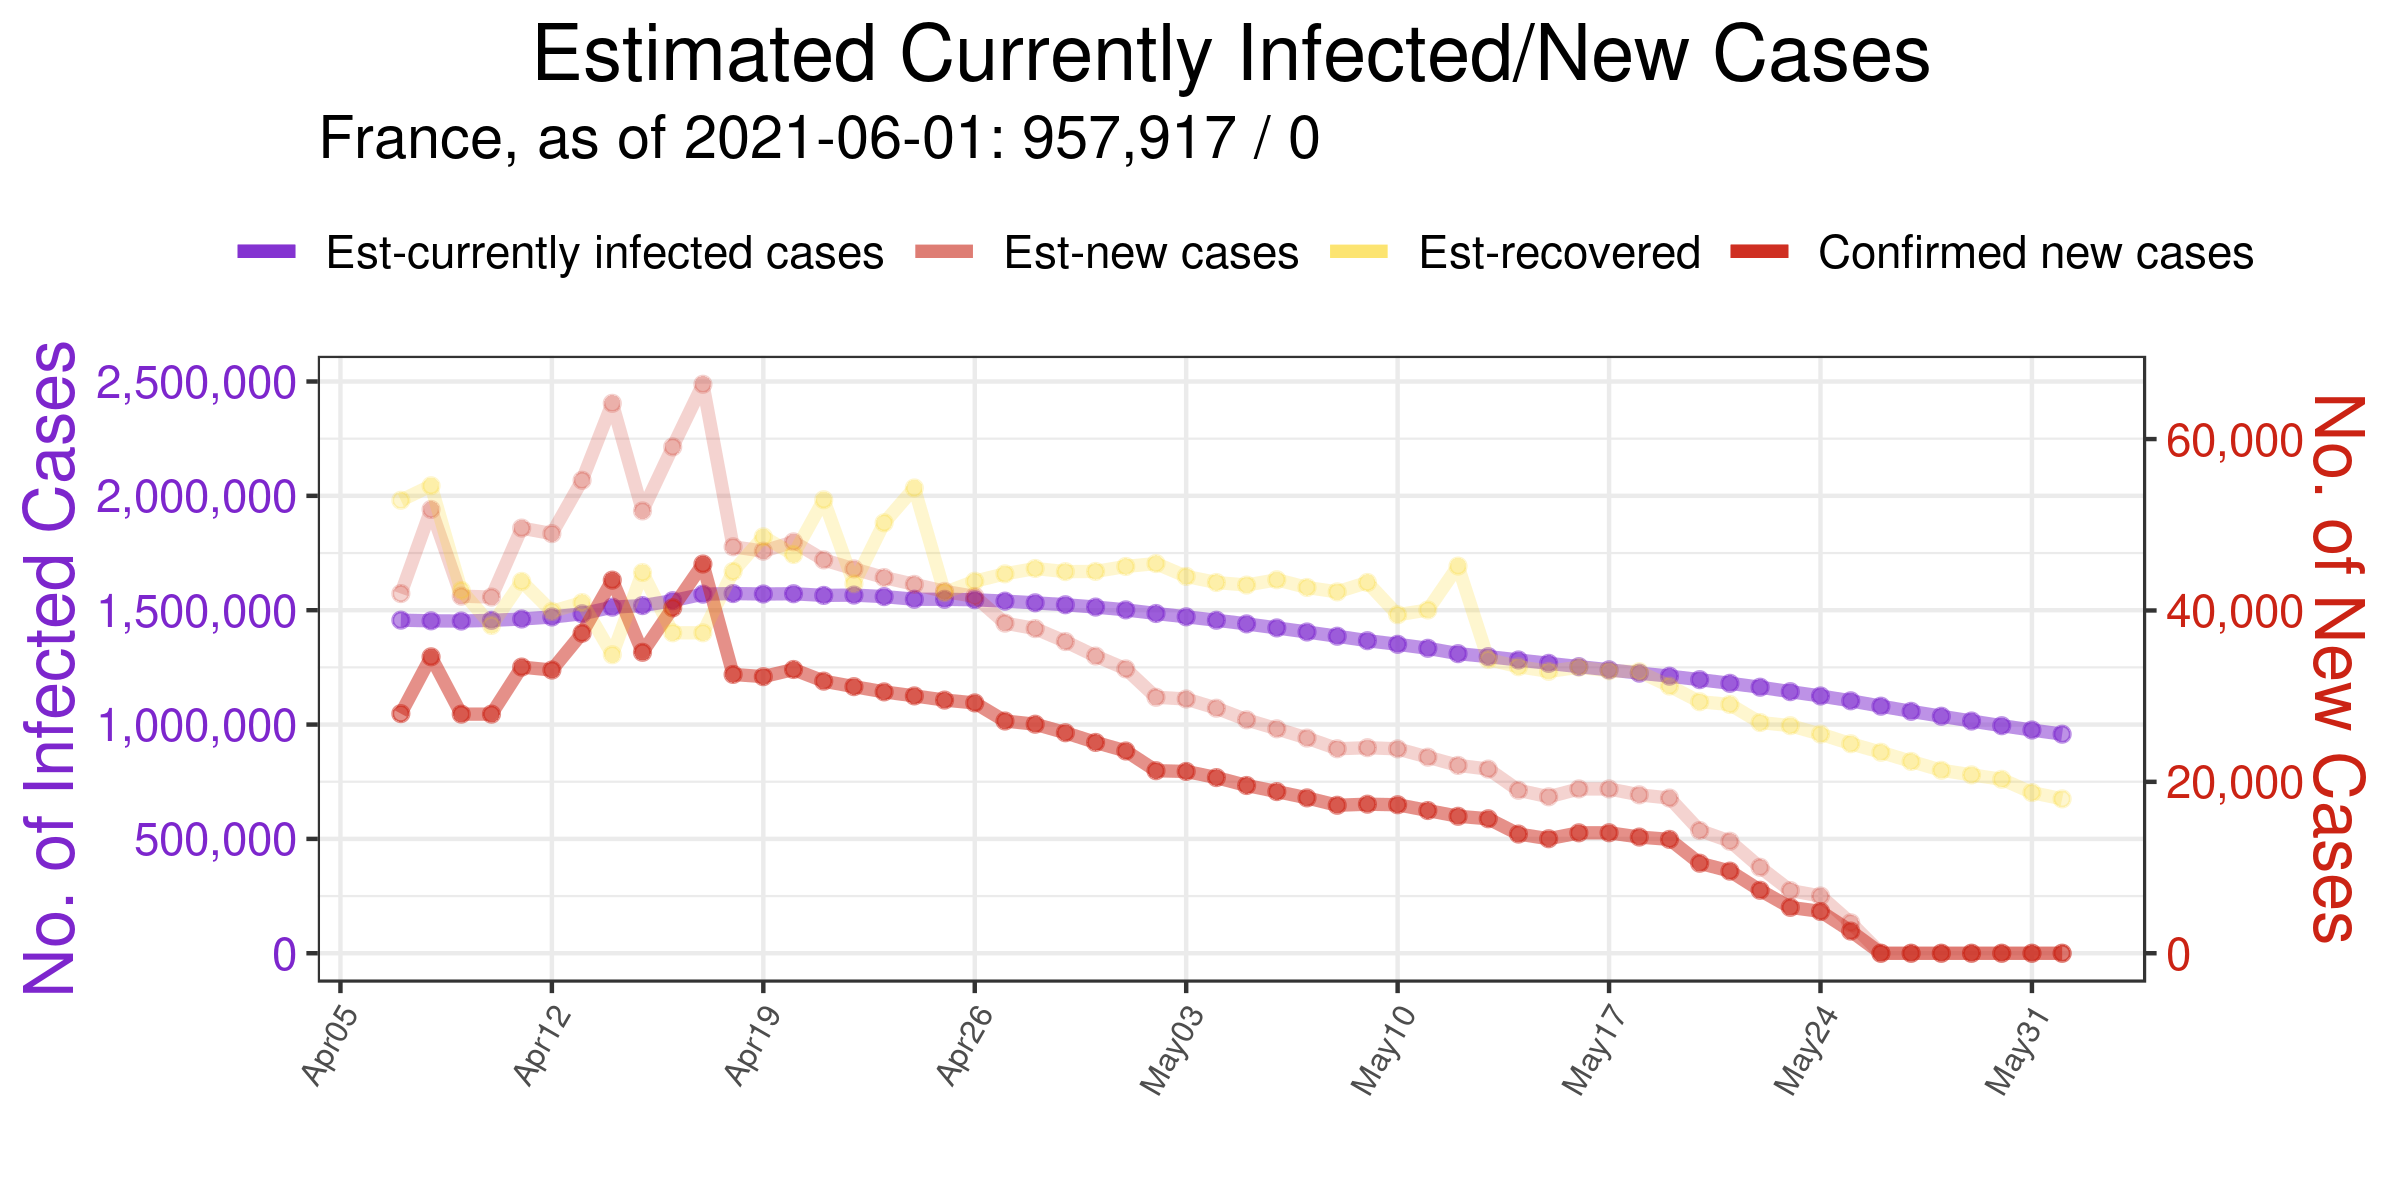 Estimated Currently Infected/New Cases
France, as of 2021-06-01: 957,917 / 0
Est-currently infected cases Est-new cases Est-recovered Confirmed new cases
No. of Infected Cases
2,500,000
2,000,000
1,500,000
1,000,000
500,000
0
60,000
40,000
20,000
0
No. of New Cases
Apr05 Apr12 Apr19 Apr26 May03 May10 May17 May24 May31